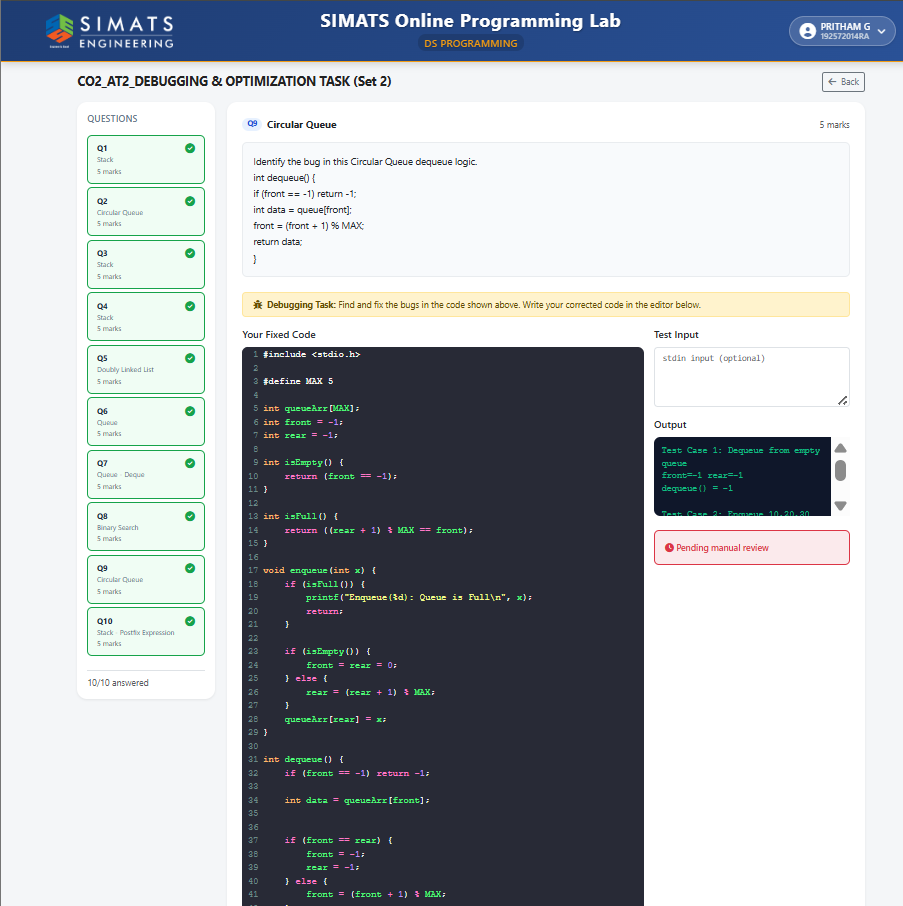 SIMATS
ENGINEERING
SIMATS Online Programming Lab
DS PROGRAMMING
PRITHAM G
192572014RA
CO2_AT2_DEBUGGING & OPTIMIZATION TASK (Set 2)
← Back
QUESTIONS
Q1
Stack
5 marks
Q2
Circular Queue
5 marks
Q3
Stack
5 marks
Q4
Stack
5 marks
Q5
Doubly Linked List
5 marks
Q6
Queue
5 marks
Q7
Queue · Deque
5 marks
Q8
Binary Search
5 marks
Q9
Circular Queue
5 marks
Q10
Stack · Postfix Expression
5 marks
10/10 answered
Q9 Circular Queue
5 marks
Identify the bug in this Circular Queue dequeue logic.
int dequeue() {
if (front == -1) return -1;
int data = queue[front];
front = (front + 1) % MAX;
return data;
}
Debugging Task: Find and fix the bugs in the code shown above. Write your corrected code in the editor below.
Your Fixed Code
1 #include <stdio.h>
2
3 #define MAX 5
4
5 int queueArr[MAX];
6 int front = -1;
7 int rear = -1;
8
9 int isEmpty() {
10 return (front == -1);
11 }
12
13 int isFull() {
14 return ((rear + 1) % MAX == front);
15 }
16
17 void enqueue(int x) {
18 if (isFull()) {
19 printf("Enqueue(%d): Queue is Full\n", x);
20 return;
21 }
22
23 if (isEmpty()) {
24 front = rear = 0;
25 } else {
26 rear = (rear + 1) % MAX;
27 }
28 queueArr[rear] = x;
29 }
30
31 int dequeue() {
32 if (front == -1) return -1;
33
34 int data = queueArr[front];
35
36
37 if (front == rear) {
38 front = -1;
39 rear = -1;
40 } else {
41 front = (front + 1) % MAX;
Test Input
stdin input (optional)
Output
Test Case 1: Dequeue from empty
queue
front=-1 rear=-1
dequeue() = -1
Test Case 2: Enqueue 10,20,30
Pending manual review